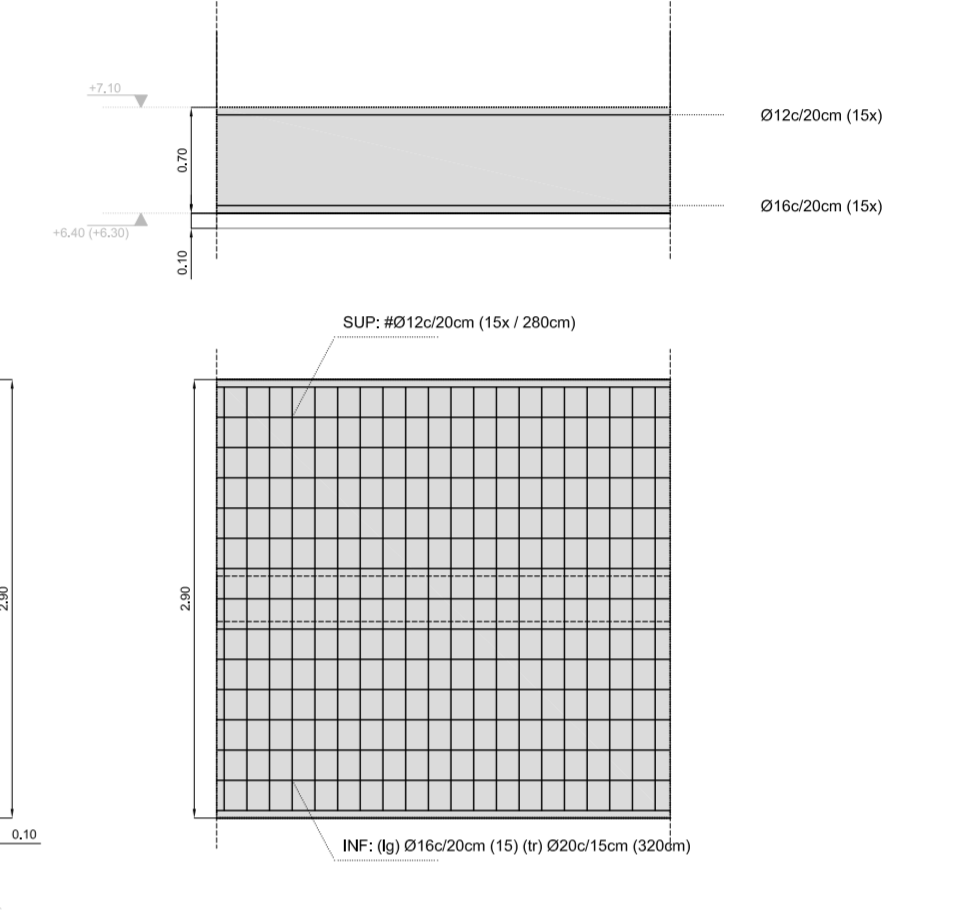 +7.10
Ø12c/20cm (15x)
0.70
Ø16c/20cm (15x)
+6.40 (+6.30)
0.10
SUP: #Ø12c/20cm (15x / 280cm)
2.90
2.90
0.10
INF: (lg) Ø16c/20cm (15) (tr) Ø20c/15cm (320cm)